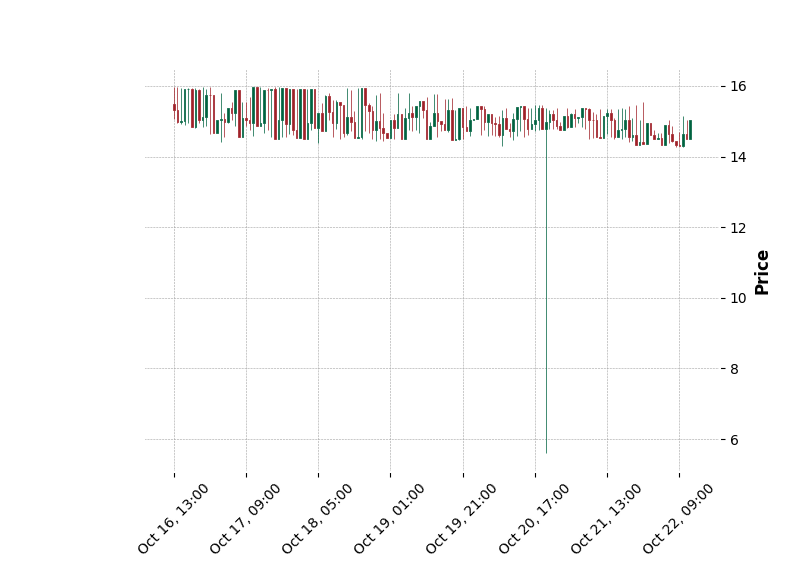 16
14
12
10
8
6
Price
Oct 16, 13:00
Oct 17, 09:00
Oct 18, 05:00
Oct 19, 01:00
Oct 19, 21:00
Oct 20, 17:00
Oct 21, 13:00
Oct 22, 09:00